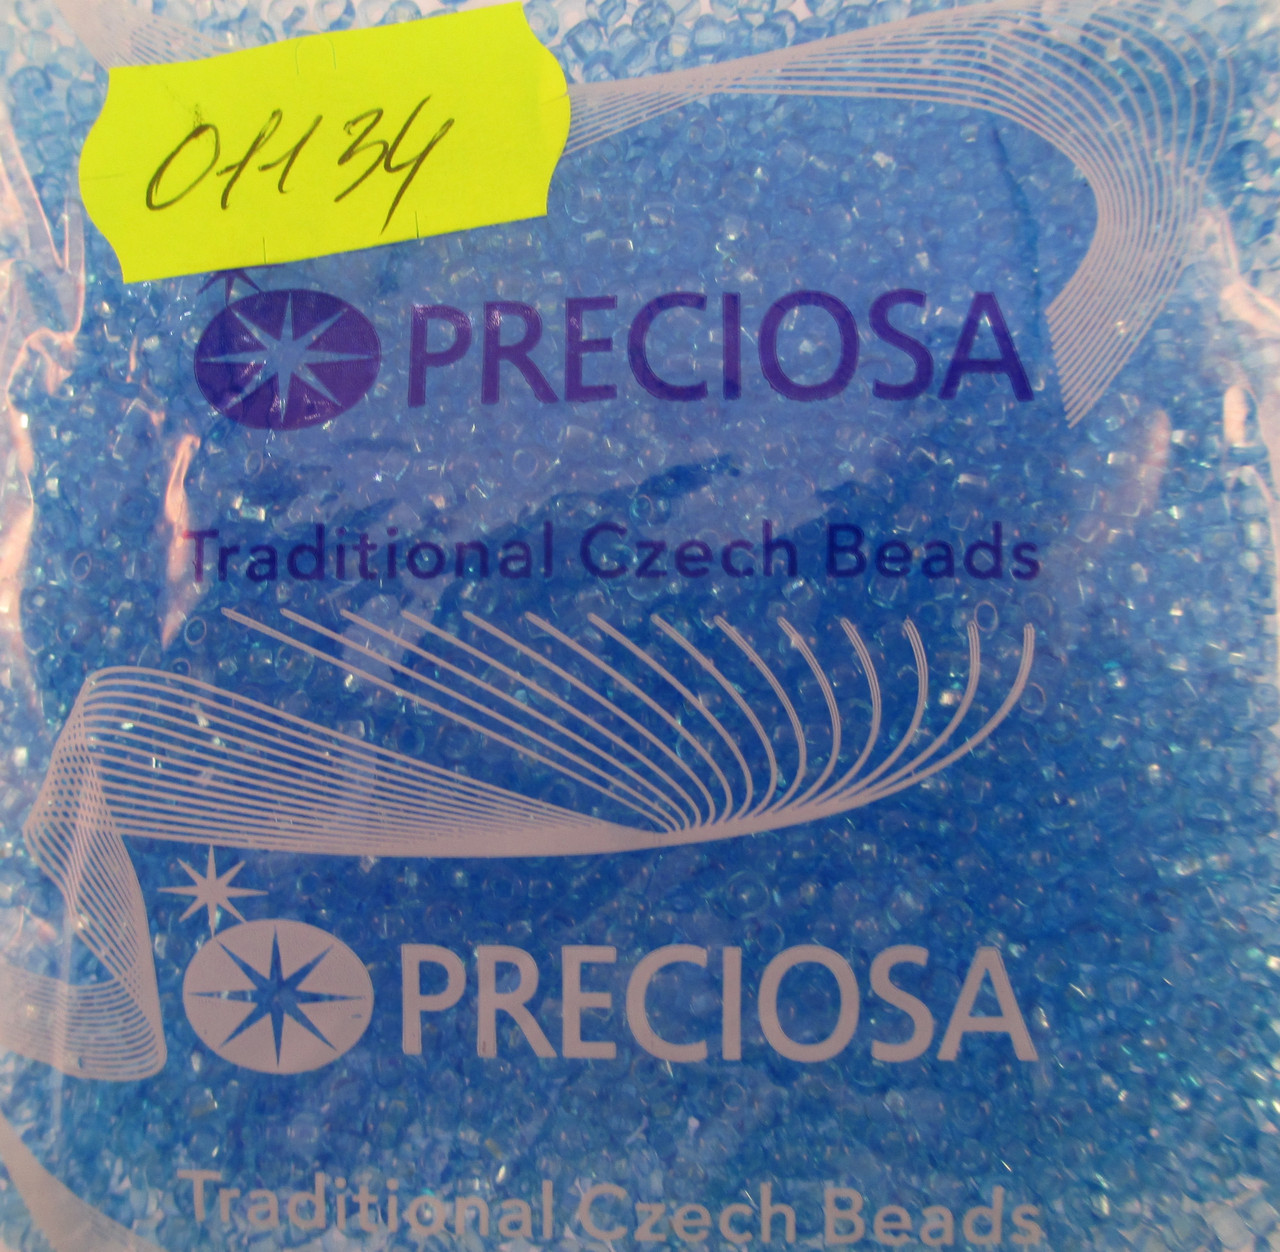 01134
PRECIOSA
Traditional Czech Beads
PRECIOSA
Traditional Czech Beads